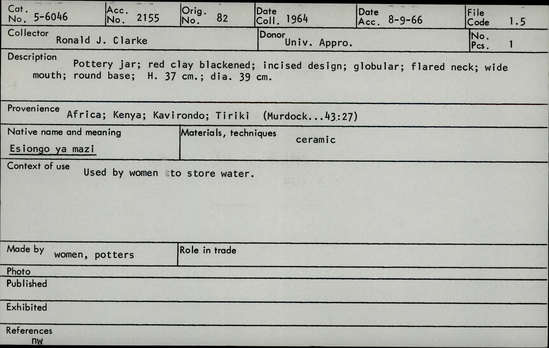 Cat. No. 5-6046 Acc. No. 2155 Orig. No. 82 Date Coll. 1964 Date Acc. 8-9-66 File Code 1.5
Collector Ronald J. Clarke Donor Univ. Appro. No. Pcs. 1
Description Pottery jar; red clay blackened; incised design; globular; flared neck; wide
mouth; round base; H. 37 cm.; dia. 39 cm.
Provenience Africa; Kenya; Kavirondo; Tiriki (Murdock...43:27)
Native name and meaning Materials, techniques
ceramic
Esiongo ya mazi
Context of use Used by women to store water.
Made by women, potters Role in trade
Photo
Published
Exhibited
References
nw